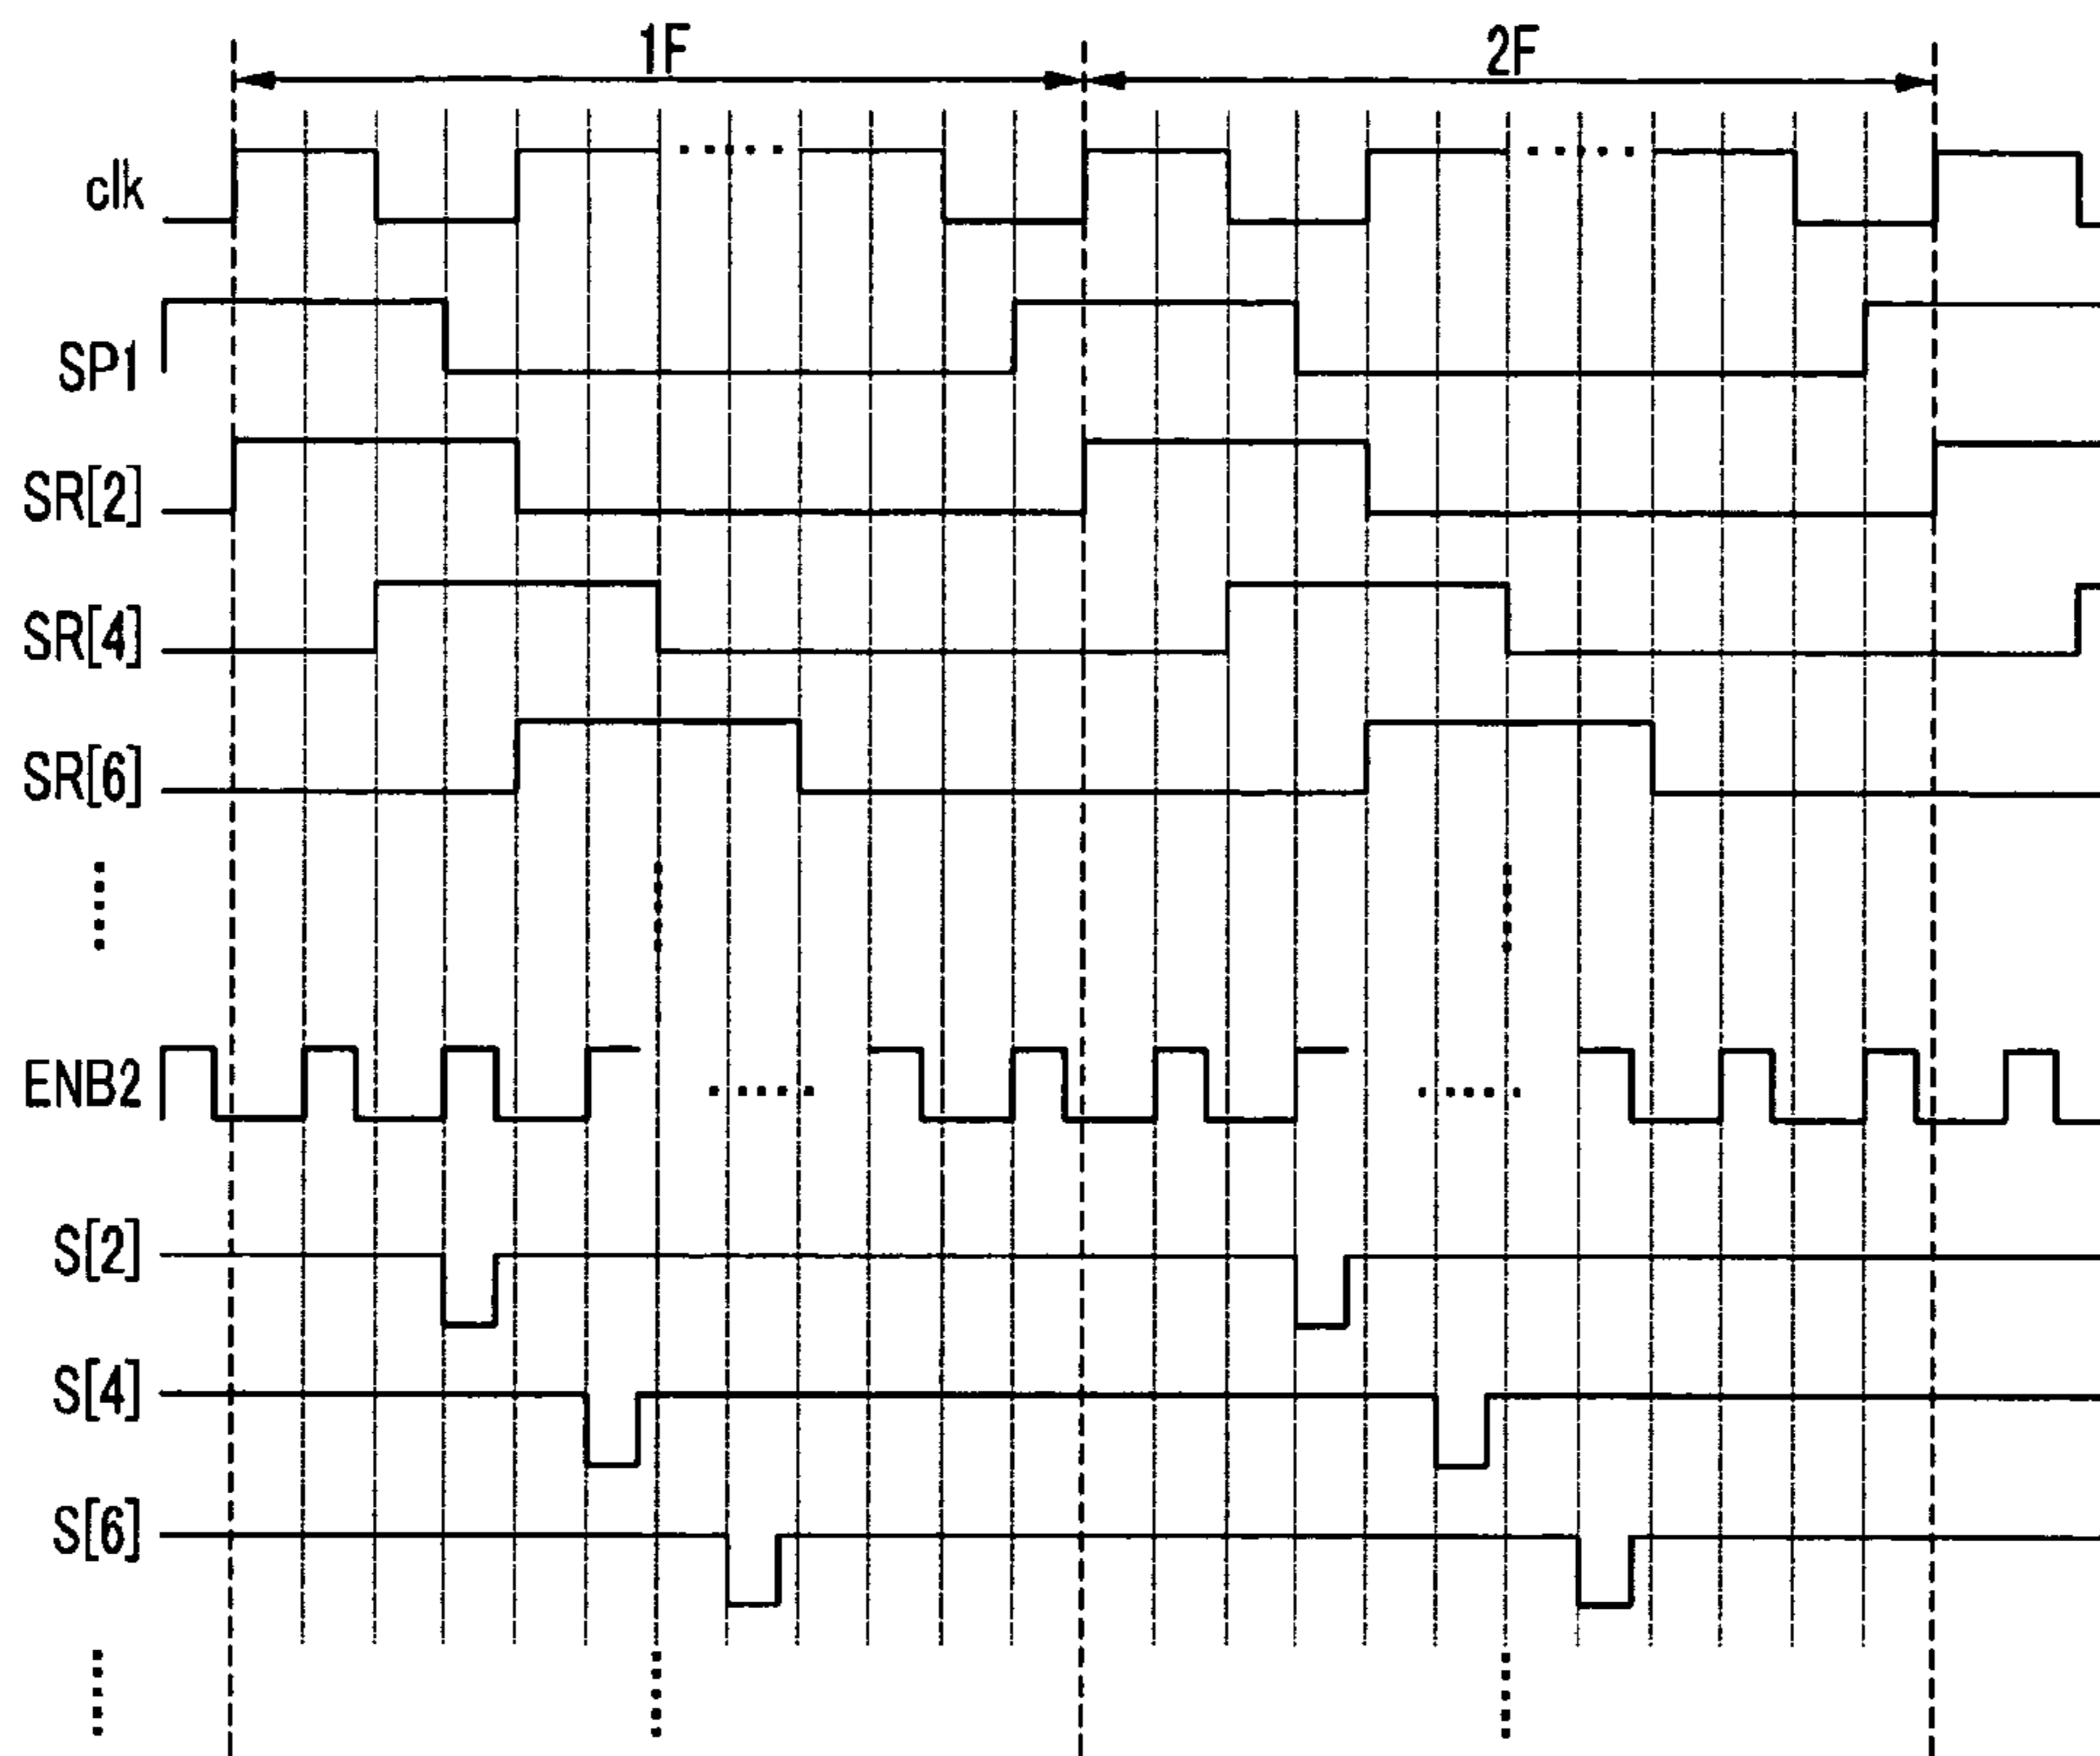 1F
2F
clk
SP1
SR[2]
SR[4]
SR[6]
ENB2
S[2]
S[4]
S[6]